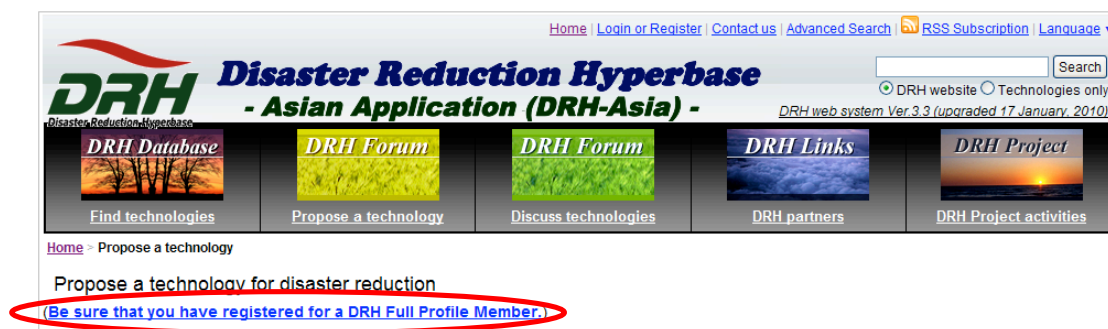 Home | Login or Register | Contact us | Advanced Search | RSS Subscription | Language
DRH
Disaster Reduction Hyperbase
Disaster Reduction Hyperbase
- Asian Application (DRH-Asia) -
Search
DRH website Technologies only
DRH web system Ver.3.3 (upgraded 17 January, 2010)
DRH Database DRH Forum DRH Forum DRH Links DRH Project
Find technologies Propose a technology Discuss technologies DRH partners DRH Project activities
Home > Propose a technology
Propose a technology for disaster reduction
(Be sure that you have registered for a DRH Full Profile Member.)